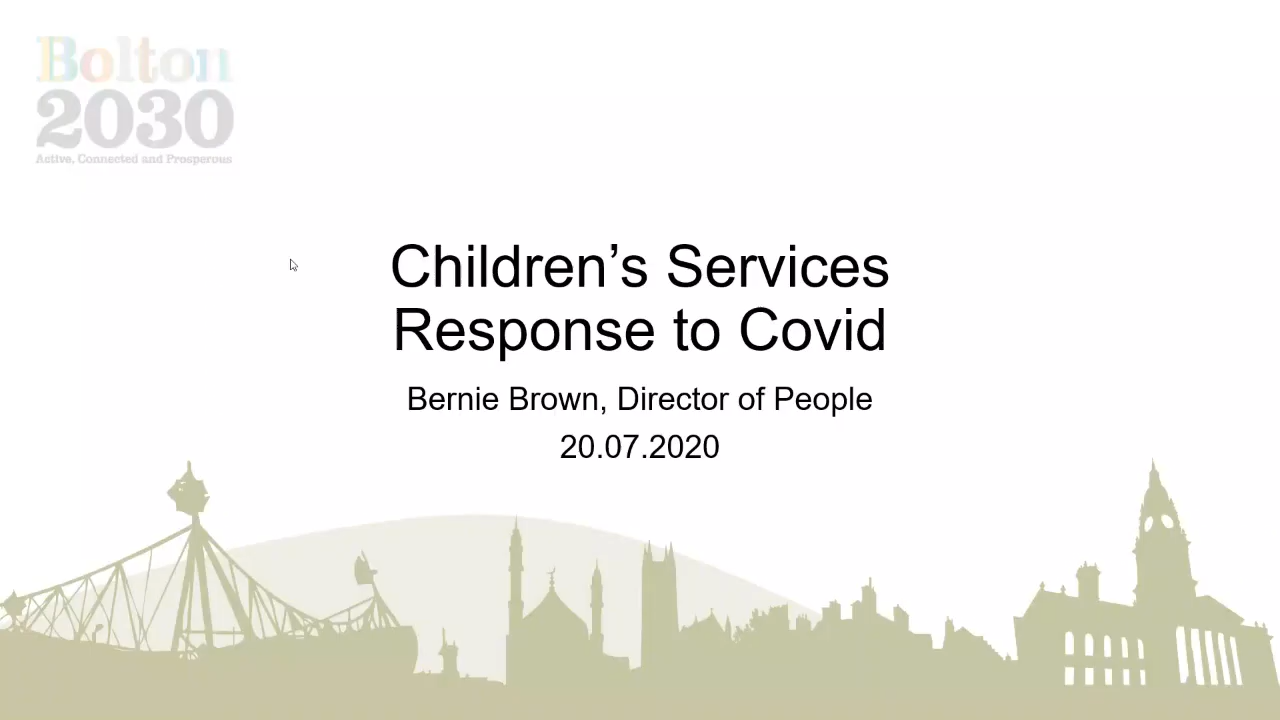 Bolton
2030
Active, Connected and Prosperous
Children’s Services
Response to Covid
Bernie Brown, Director of People
20.07.2020